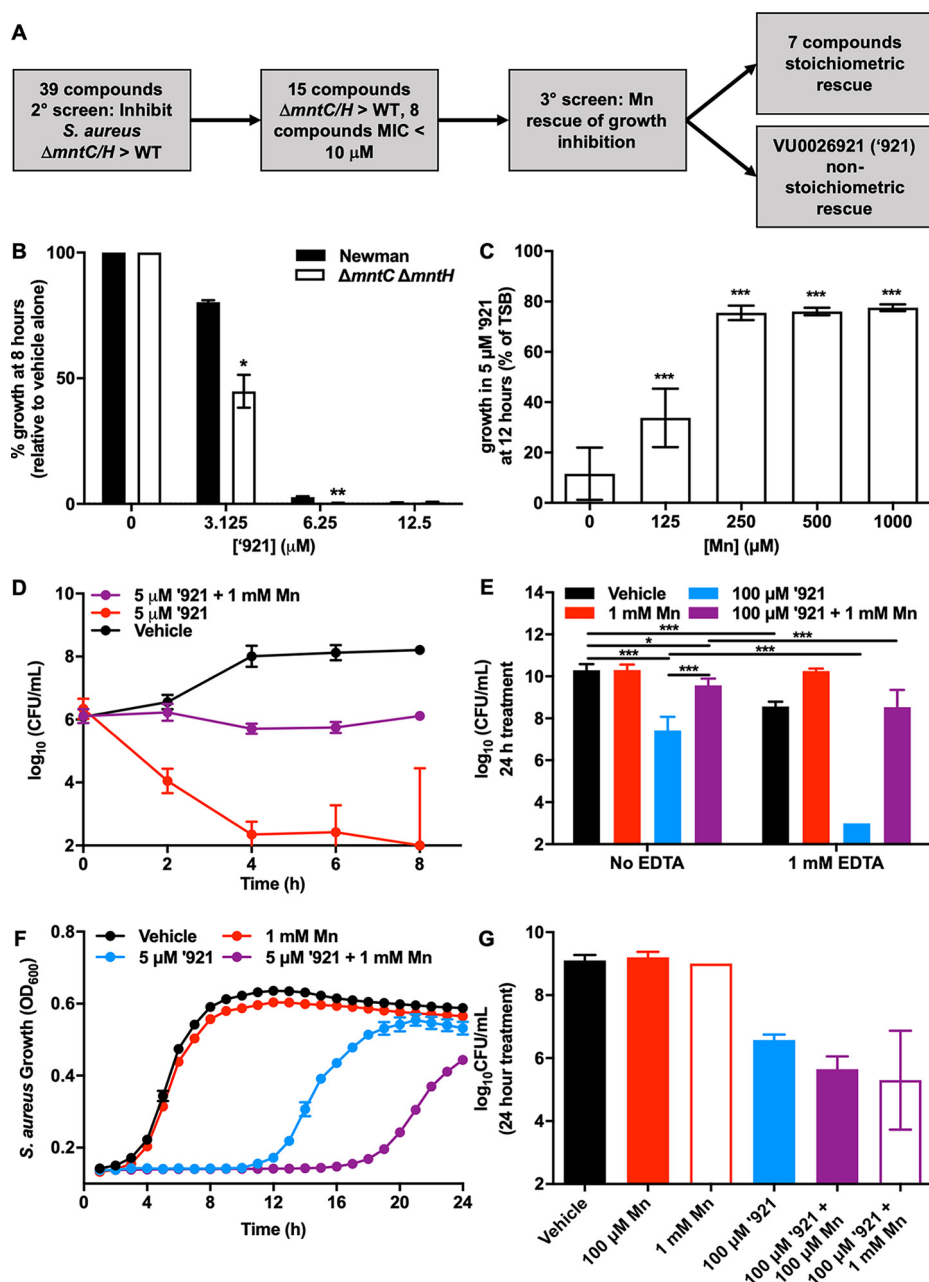 A
39 compounds
2° screen: Inhibit
S. aureus
ΔmntC/H > WT
15 compounds
ΔmntC/H > WT, 8
compounds MIC <
10 μM
3° screen: Mn
rescue of growth
inhibition
7 compounds
stoichiometric
rescue
VU0026921 (‘921)
non-
stoichiometric
rescue
B
Newman
ΔmntC ΔmntH
% growth at 8 hours
(relative to vehicle alone)
100
50
0
*
**
0
3.125
6.25
12.5
[‘921] (μM)
C
growth in 5 μM '921
at 12 hours (% of TSB)
100
80
60
40
20
0
***
***
***
***
0
125
250
500
1000
[Mn] (μM)
D
5 μM '921 + 1 mM Mn
5 μM '921
Vehicle
log10 (CFU/mL)
10
8
6
4
2
0
2
4
6
8
Time (h)
E
Vehicle
100 μM '921
1 mM Mn
100 μM '921 + 1 mM Mn
log10 (CFU/mL)
24 h treatment
14
12
10
8
6
4
2
***
*
***
***
***
***
No EDTA
1 mM EDTA
F
Vehicle
1 mM Mn
5 μM '921
5 μM '921 + 1 mM Mn
S. aureus Growth (OD600)
0.8
0.6
0.4
0.2
0
4
8
12
16
20
24
Time (h)
G
log10CFU/mL
(24 hour treatment)
10
8
6
4
2
Vehicle
100 μM Mn
1 mM Mn
100 μM '921
100 μM '921 +
100 μM Mn
100 μM '921 +
1 mM Mn